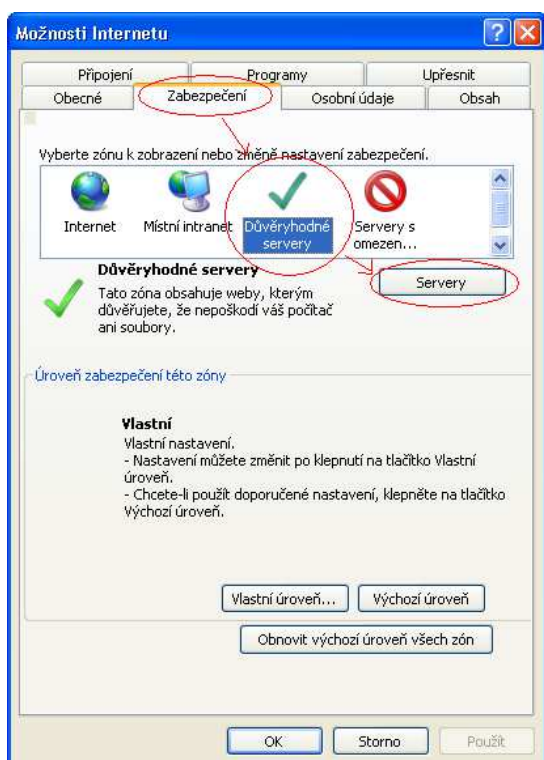 Možnosti Internetu
Připojení Programy Upřesnit
Obecné Zabezpečení Osobní údaje Obsah
Vyberte zónu k zobrazení nebo změně nastavení zabezpečení.
Internet Místní intranet Důvěryhodné servery Servery s omezen...
Důvěryhodné servery
Servery
Tato zóna obsahuje weby, kterým
důvěřujete, že nepoškodí váš počítač
ani soubory.
Úroveň zabezpečení této zóny
Vlastní
Vlastní nastavení.
- Nastavení můžete změnit po klepnutí na tlačítko Vlastní
úroveň.
- Chcete-li použít doporučené nastavení, klepněte na tlačítko
Výchozí úroveň.
Vlastní úroveň... Výchozí úroveň
Obnovit výchozí úroveň všech zón
OK Storno Použít